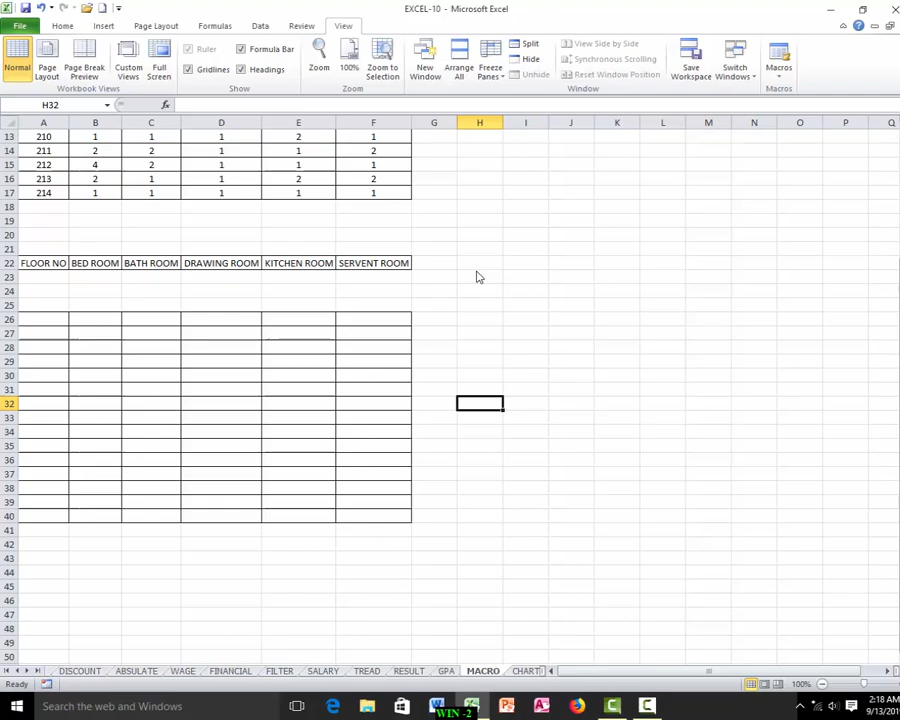 EXCEL-10 - Microsoft Excel
File Home Insert Page Layout Formulas Data Review View
Normal Page Layout Page Break Preview Custom Views Full Screen
Workbook Views
Ruler Formula Bar
Gridlines Headings
Show
Zoom 100% Zoom to Selection
Zoom
New Window Arrange All Freeze Panes
Split
Hide
Unhide
View Side by Side
Synchronous Scrolling
Reset Window Position
Window
Save Workspace Switch Windows
Macros
Macros
H32 fx
A B C D E F G H I J K L M N O P Q
13 210 1 1 1 2 1
14 211 2 2 1 1 2
15 212 4 2 1 1 1
16 213 2 1 1 2 2
17 214 1 1 1 1 1
18
19
20
21
22 FLOOR NO BED ROOM BATH ROOM DRAWING ROOM KITCHEN ROOM SERVENT ROOM
23
24
25
26
27
28
29
30
31
32
33
34
35
36
37
38
39
40
41
42
43
44
45
46
47
48
49
50
DISCOUNT ABSULATE WAGE FINANCIAL FILTER SALARY TREAD RESULT GPA MACRO CHART
Ready 100%
Search the web and Windows
WIN -2
2:18 AM
9/13/201